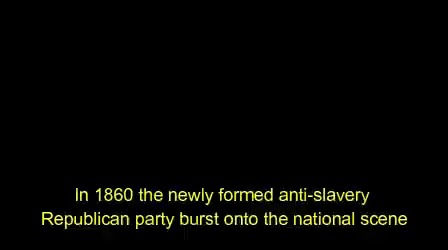 In 1860 the newly formed anti-slavery
Republican party burst onto the national scene